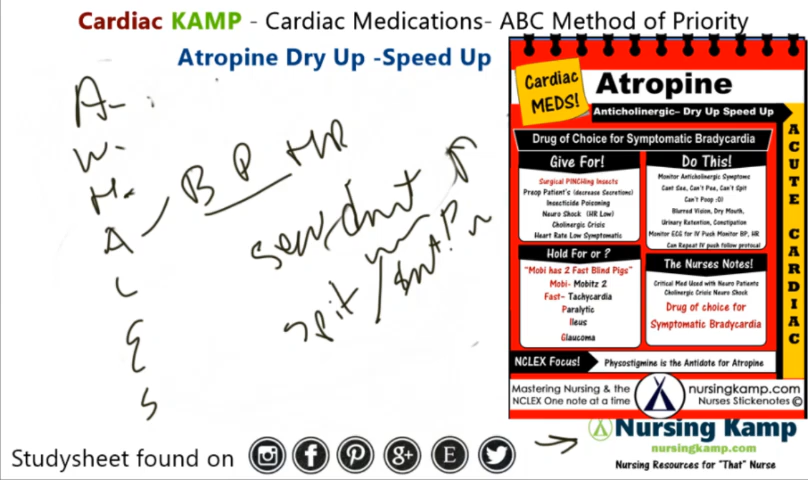 Cardiac KAMP - Cardiac Medications- ABC Method of Priority
Atropine Dry Up -Speed Up
A-
W-
H-
A
L
E
S
BP HR
spit
Cardiac
MEDS!
Atropine
Anticholinergic– Dry Up Speed Up
Drug of Choice for Symptomatic Bradycardia
Give For!
Surgical PINCHing Insects
Preop Patient's (decrease Secretions)
Insecticide Poisoning
Neuro Shock (HR Low)
Cholinergic Crisis
Heart Rate Low Symptomatic
Do This!
Monitor Anticholinergic Symptoms
Cant See, Can't Pee, Can't Spit
Can't Poop :O!
Blurred Vision, Dry Mouth,
Urinary Retention, Constipation
Monitor ECG for IV Push Monitor BP, HR
Can Repeat IV push follow protocal
Hold For or ?
"Mobi has 2 Fast Blind Pigs"
Mobi- Mobitz 2
Fast- Tachycardia
Paralytic
Ileus
Glaucoma
The Nurses Notes!
Critical Med Used with Neuro Patients
Cholinergic Crisis Neuro Shock
Drug of choice for
Symptomatic Bradycardia
NCLEX Focus!
Physostigmine is the Antidote for Atropine
ACUTE CARDIAC
Mastering Nursing & the
NCLEX One note at a time
nursingkamp.com
Nurses Stickenotes ©
Nursing Kamp
nursingkamp.com
Nursing Resources for "That" Nurse
Studysheet found on